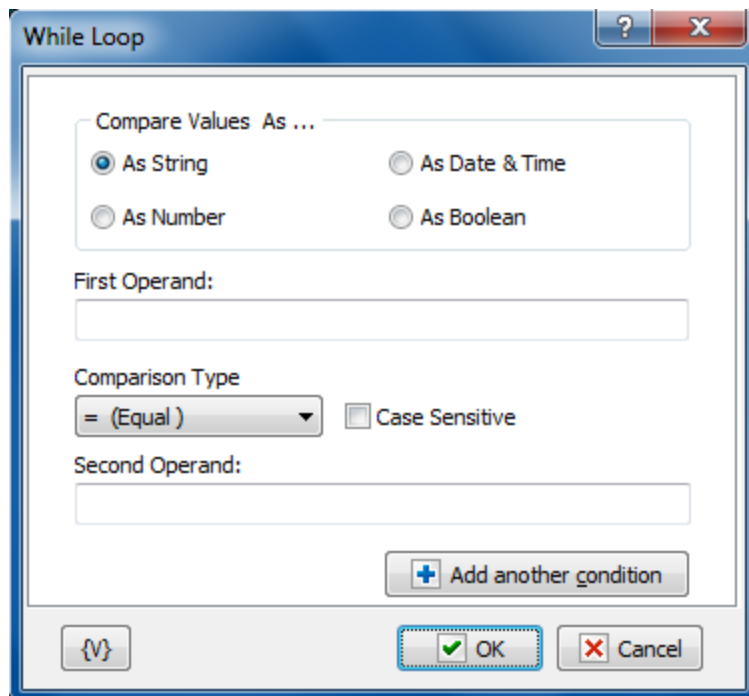 While Loop
?
X
Compare Values As ...
As String
As Date & Time
As Number
As Boolean
First Operand:
Comparison Type
= (Equal )
Case Sensitive
Second Operand:
+ Add another condition
{V}
OK
Cancel